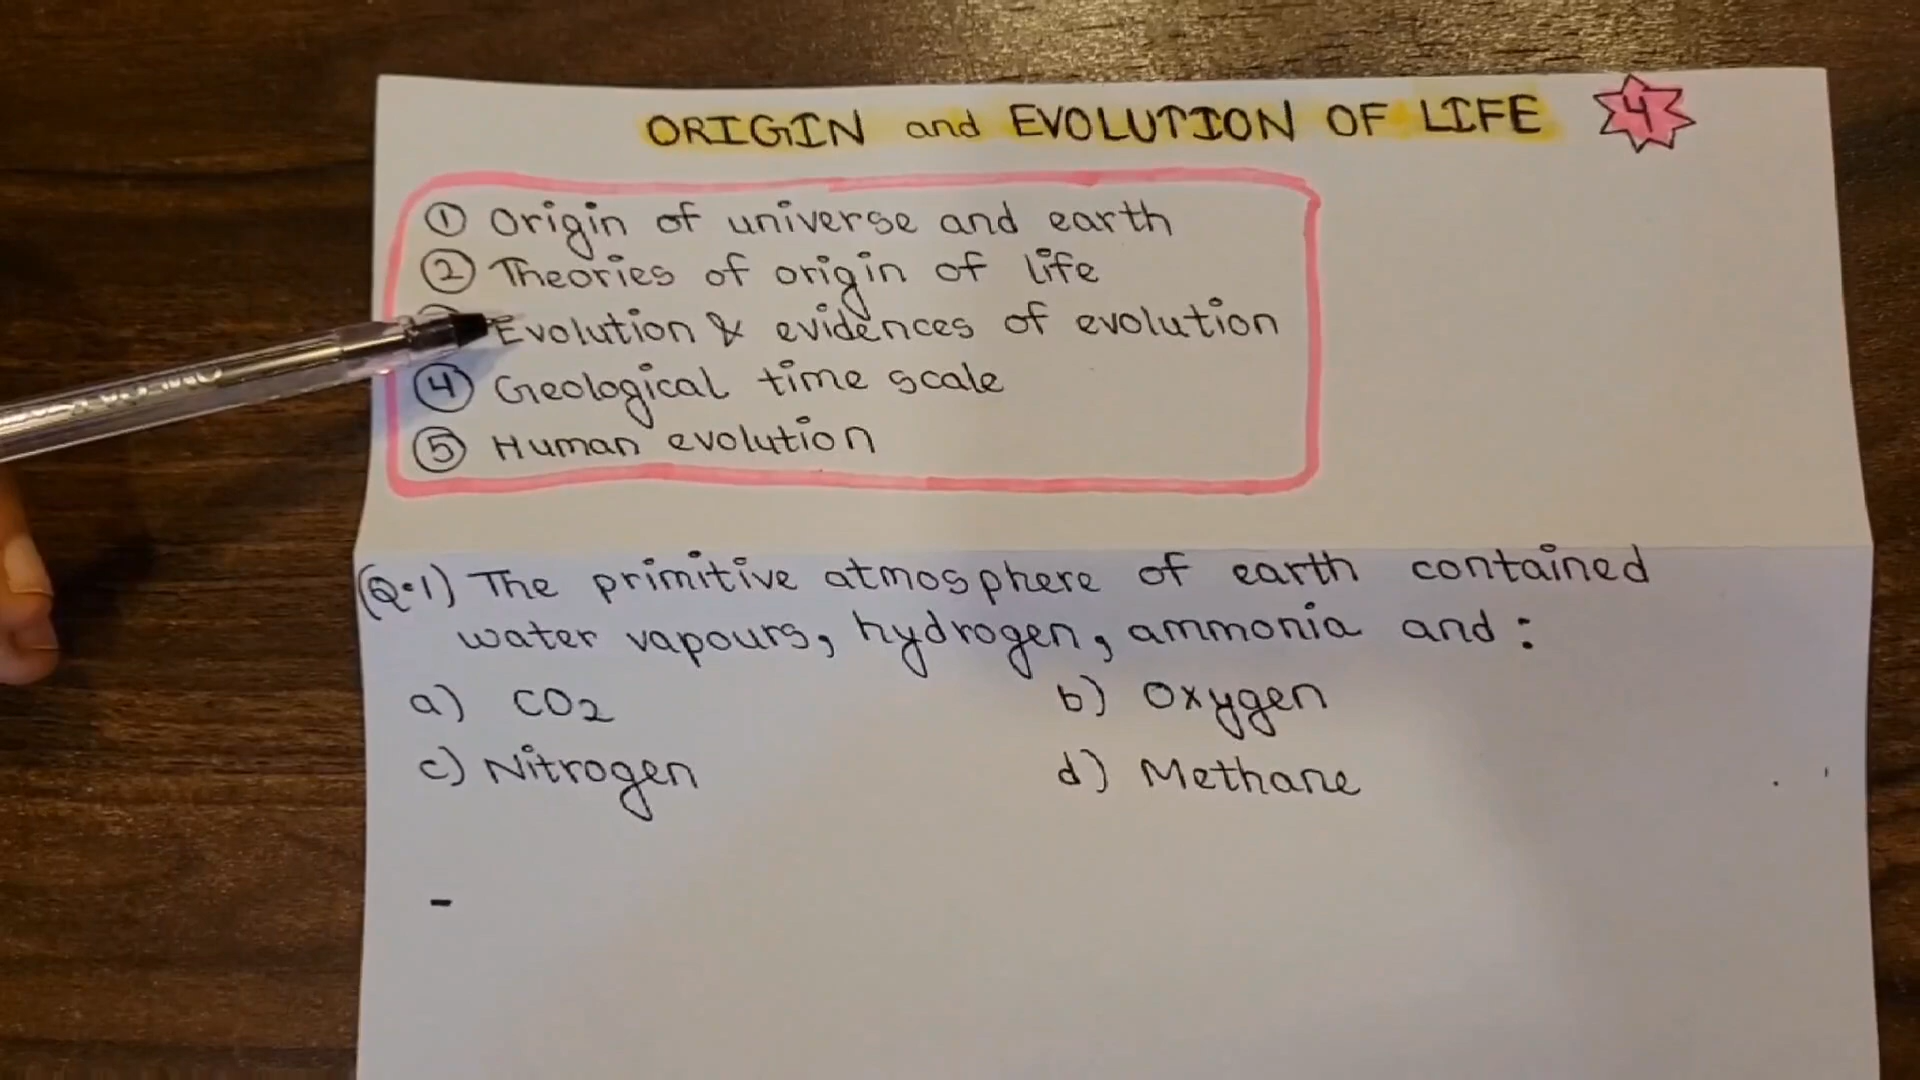 ORIGIN and EVOLUTION OF LIFE 4
① Origin of universe and earth
② Theories of origin of life
Evolution & evidences of evolution
④ Geological time scale
⑤ Human evolution
(Q.1) The primitive atmosphere of earth contained
water vapours, hydrogen, ammonia and :
a) CO2 b) Oxygen
c) Nitrogen d) Methane